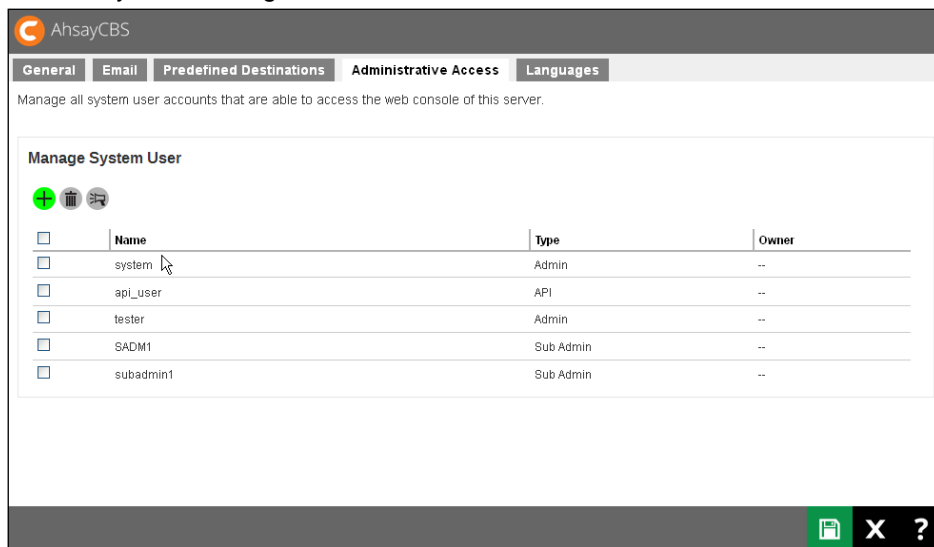 AhsayCBS
General Email Predefined Destinations Administrative Access Languages
Manage all system user accounts that are able to access the web console of this server.
Manage System User
Name Type Owner
system Admin --
api_user API --
tester Admin --
SADM1 Sub Admin --
subadmin1 Sub Admin --
X ?